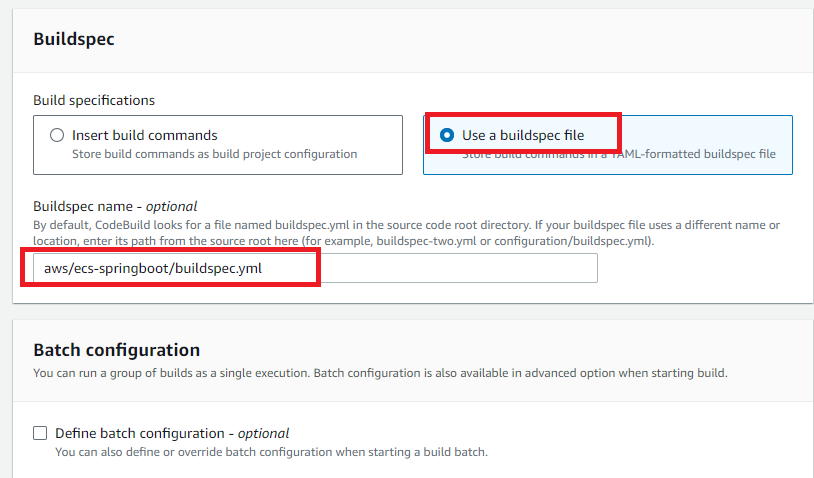 Buildspec
Build specifications
Insert build commands
Store build commands as build project configuration
Use a buildspec file
Store build commands in a YAML-formatted buildspec file
Buildspec name - optional
By default, CodeBuild looks for a file named buildspec.yml in the source code root directory. If your buildspec file uses a different name or
location, enter its path from the source root here (for example, buildspec-two.yml or configuration/buildspec.yml).
aws/ecs-springboot/buildspec.yml
Batch configuration
You can run a group of builds as a single execution. Batch configuration is also available in advanced option when starting build.
Define batch configuration - optional
You can also define or override batch configuration when starting a build batch.